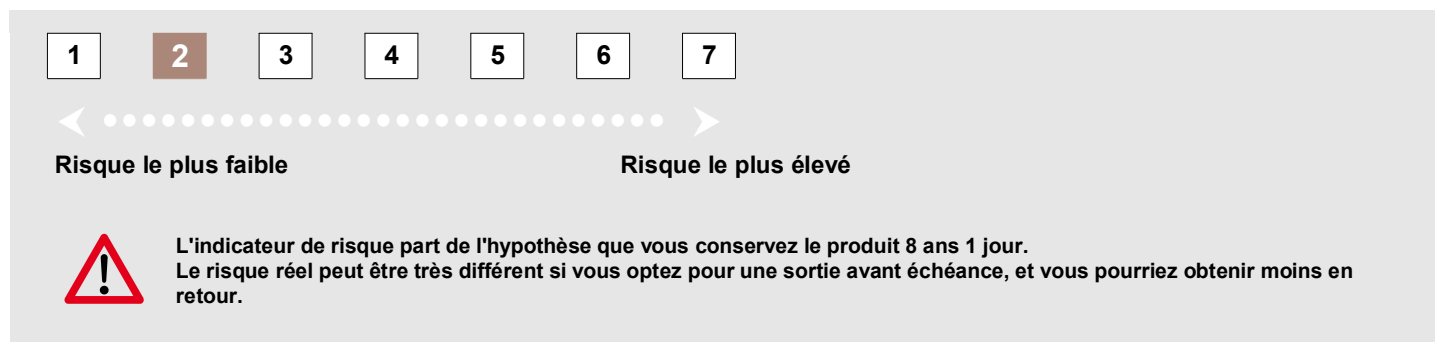 1 2 3 4 5 6 7
Risque le plus faible Risque le plus élevé
L'indicateur de risque part de l'hypothèse que vous conservez le produit 8 ans 1 jour.
Le risque réel peut être très différent si vous optez pour une sortie avant échéance, et vous pourriez obtenir moins en
retour.